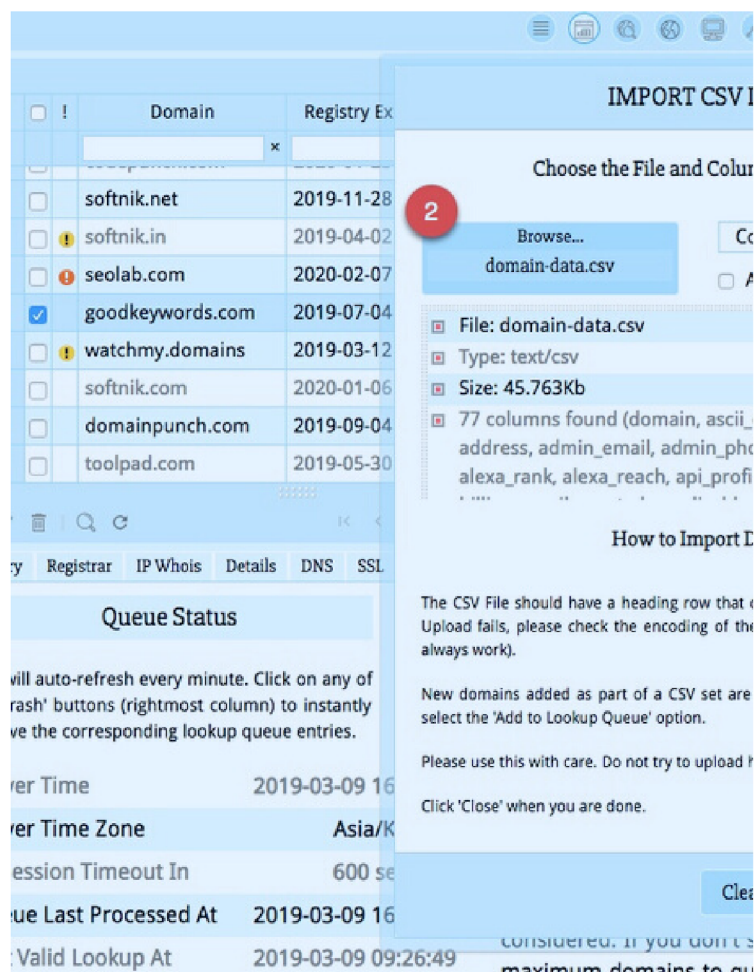 IMPORT CSV
! Domain Registry Ex
×
softnik.net 2019-11-28
softnik.in 2019-04-02
seolab.com 2020-02-07
goodkeywords.com 2019-07-04
watchmy.domains 2019-03-12
softnik.com 2020-01-06
domainpunch.com 2019-09-04
toolpad.com 2019-05-30
Registrar IP Whois Details DNS SSL
Queue Status
will auto-refresh every minute. Click on any of
rash' buttons (rightmost column) to instantly
ve the corresponding lookup queue entries.
er Time 2019-03-09 16
er Time Zone Asia/K
ession Timeout In 600 se
ue Last Processed At 2019-03-09 16
Valid Lookup At 2019-03-09 09:26:49
Choose the File and Colu
2
Browse...
domain-data.csv
Co
A
File: domain-data.csv
Type: text/csv
Size: 45.763Kb
77 columns found (domain, ascii_
address, admin_email, admin_pho
alexa_rank, alexa_reach, api_profi
How to Import D
The CSV File should have a heading row that
Upload fails, please check the encoding of the
always work).
New domains added as part of a CSV set are
select the 'Add to Lookup Queue' option.
Please use this with care. Do not try to upload h
Click 'Close' when you are done.
Clea
considered. If you don't s
maximum domains to qu